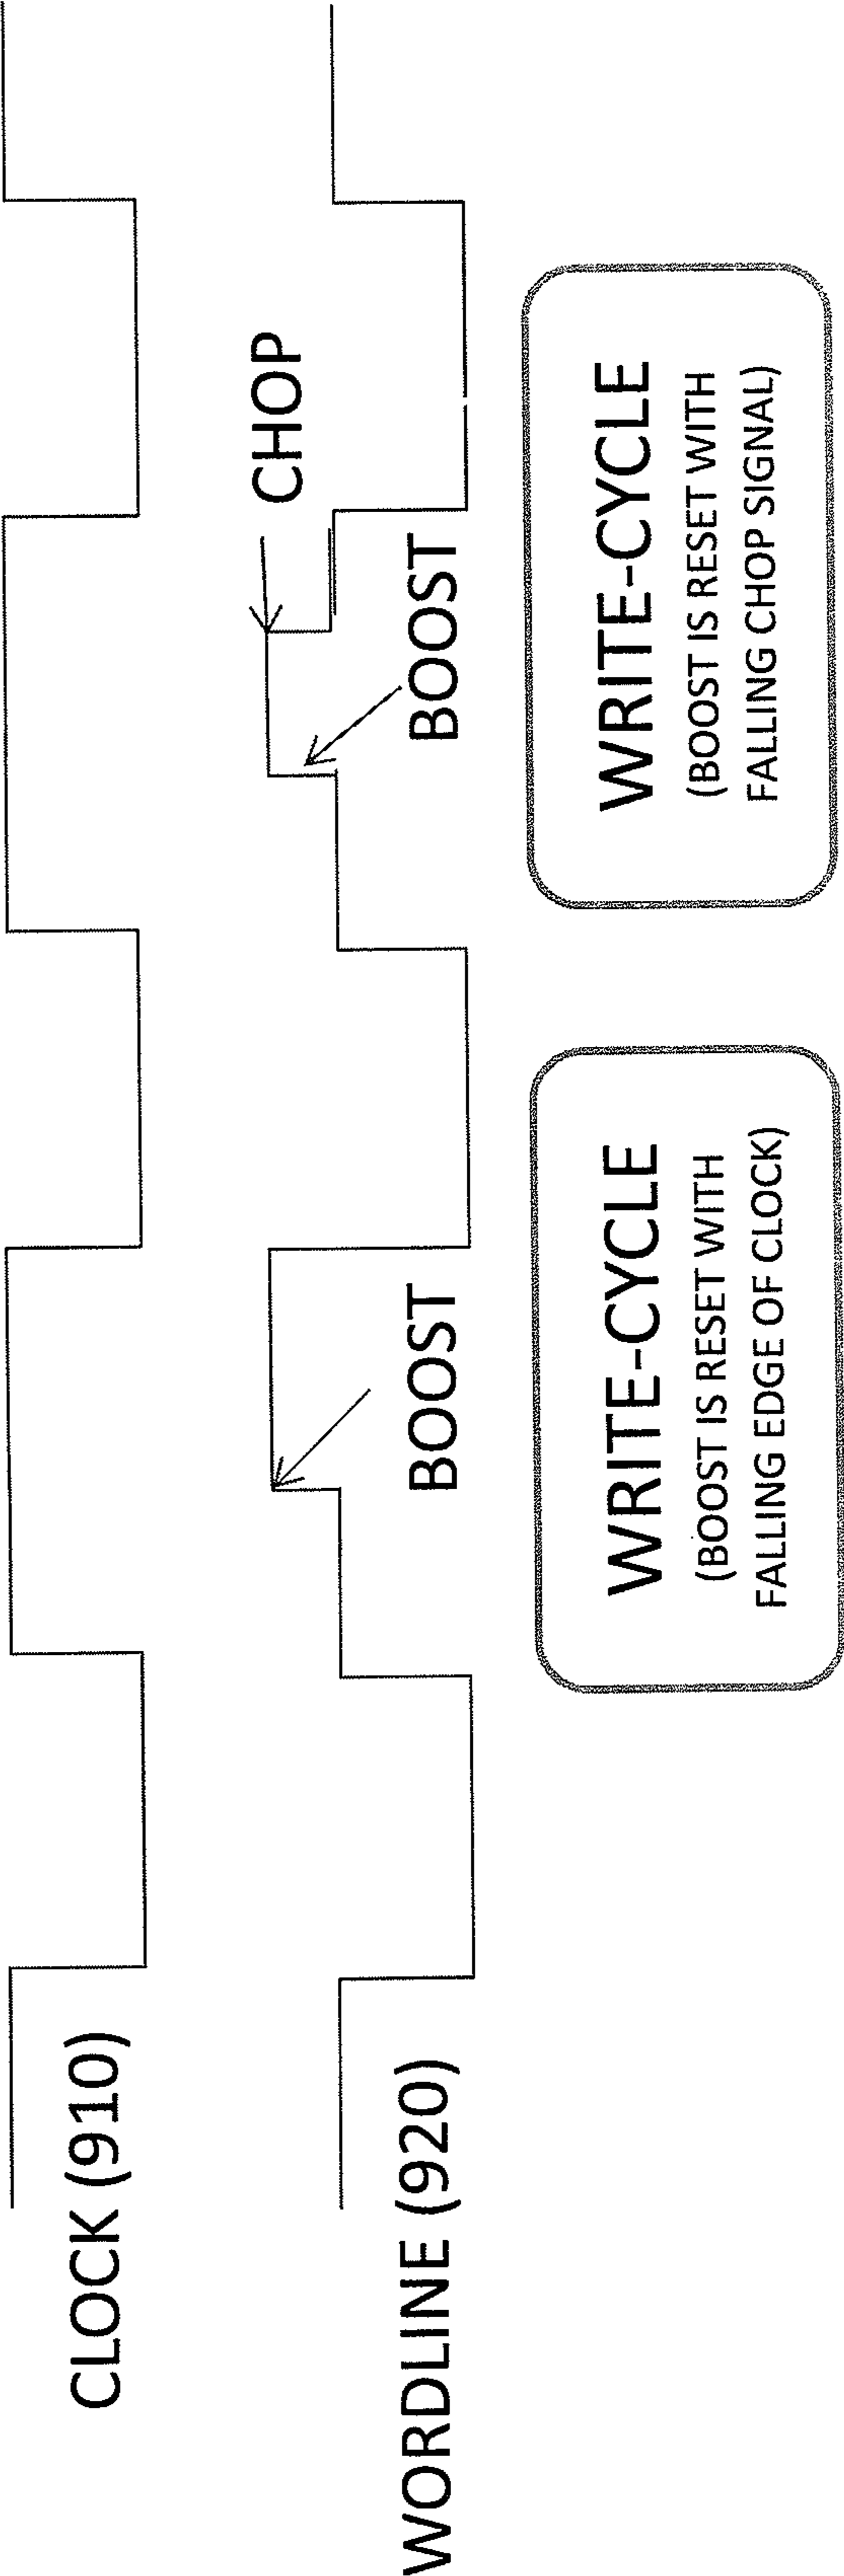 CLOCK (910)
CHOP
WORDLINE (920)
BOOST
BOOST
WRITE-CYCLE
(BOOST IS RESET WITH
FALLING EDGE OF CLOCK)
WRITE-CYCLE
(BOOST IS RESET WITH
FALLING CHOP SIGNAL)